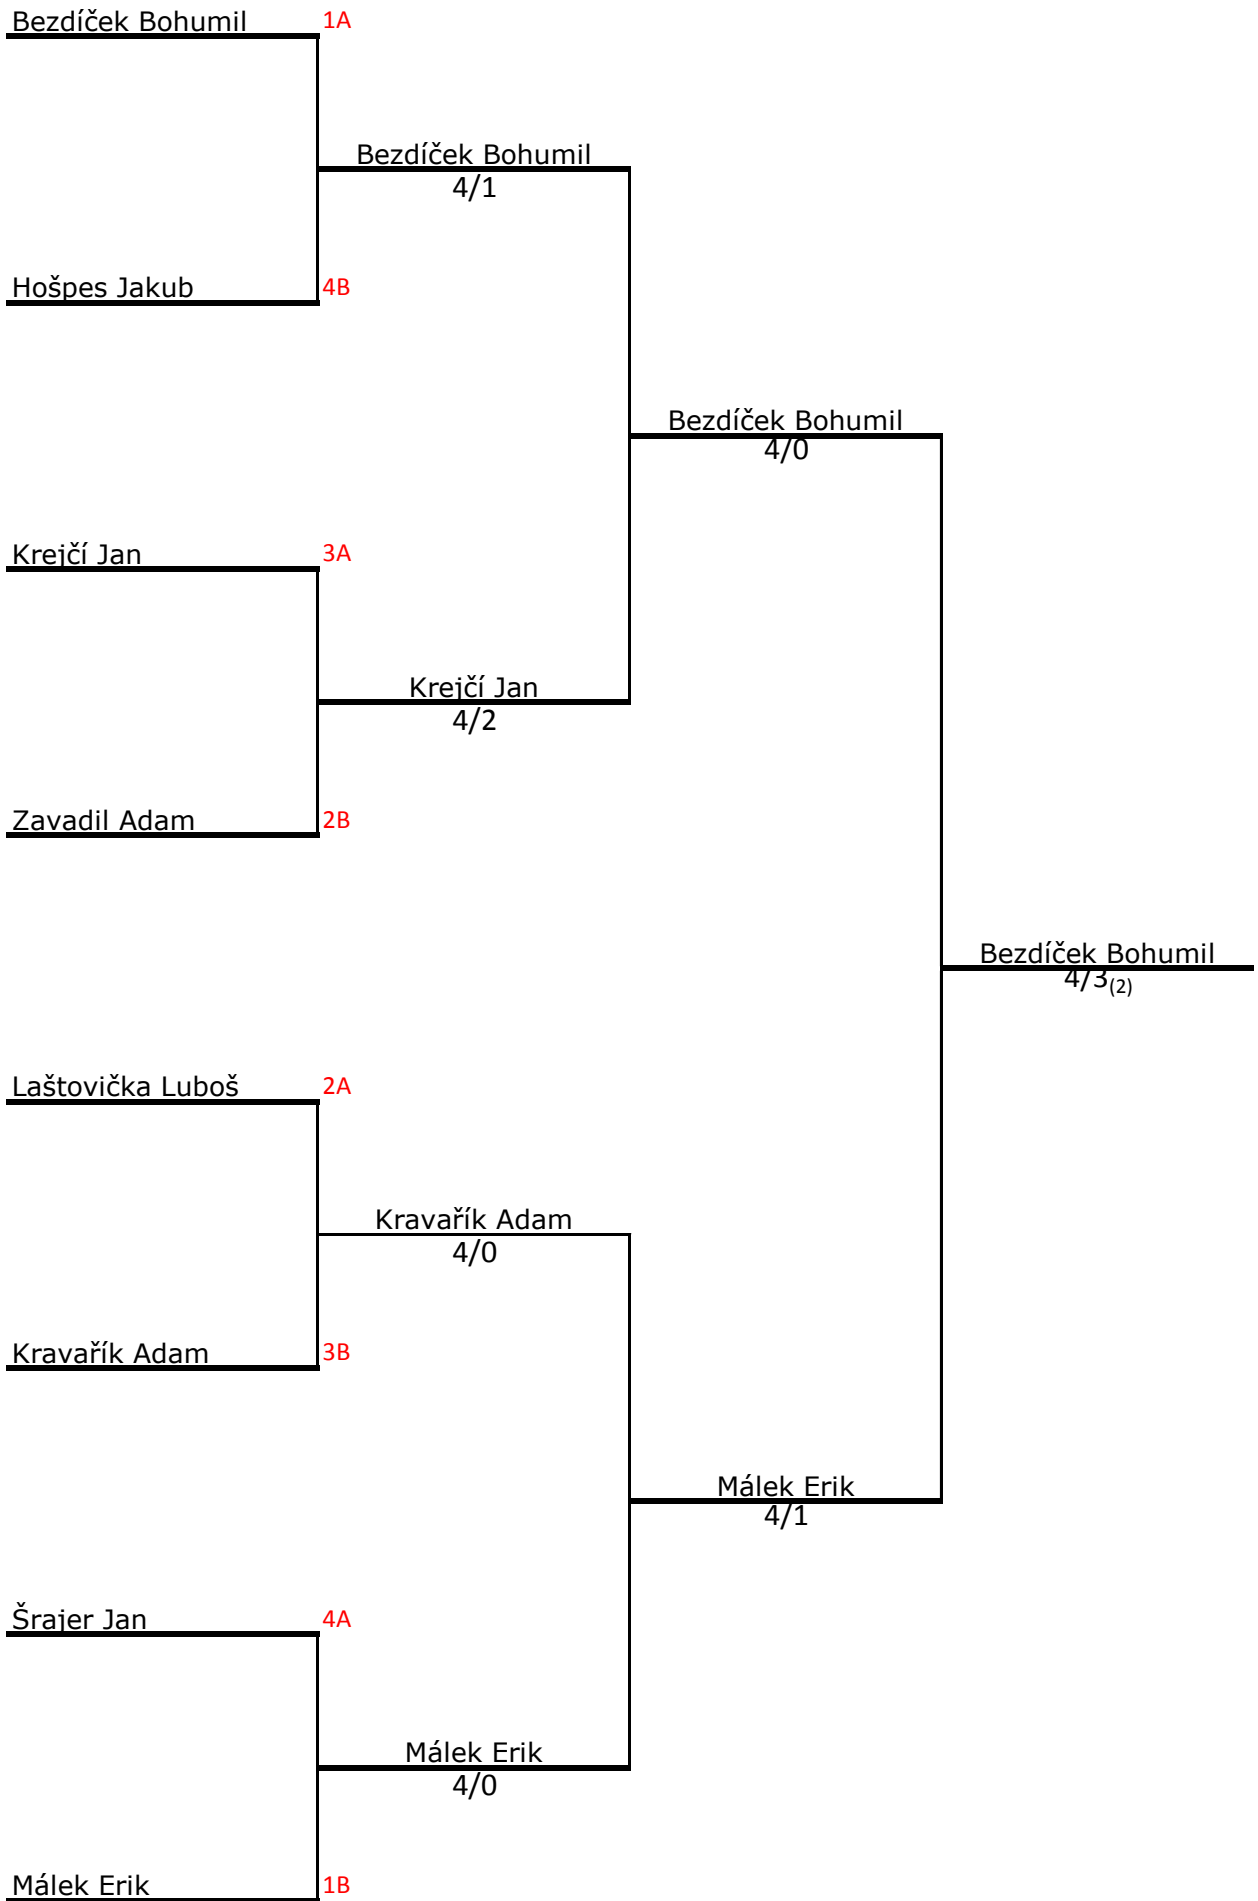 Bezdíček Bohumil 1A
Bezdíček Bohumil
4/1
Hošpes Jakub 4B
Bezdíček Bohumil
4/0
Krejčí Jan 3A
Krejčí Jan
4/2
Zavadil Adam 2B
Bezdíček Bohumil
4/3(2)
Laštovička Luboš 2A
Kravařík Adam
4/0
Kravařík Adam 3B
Málek Erik
4/1
Šrajer Jan 4A
Málek Erik
4/0
Málek Erik 1B